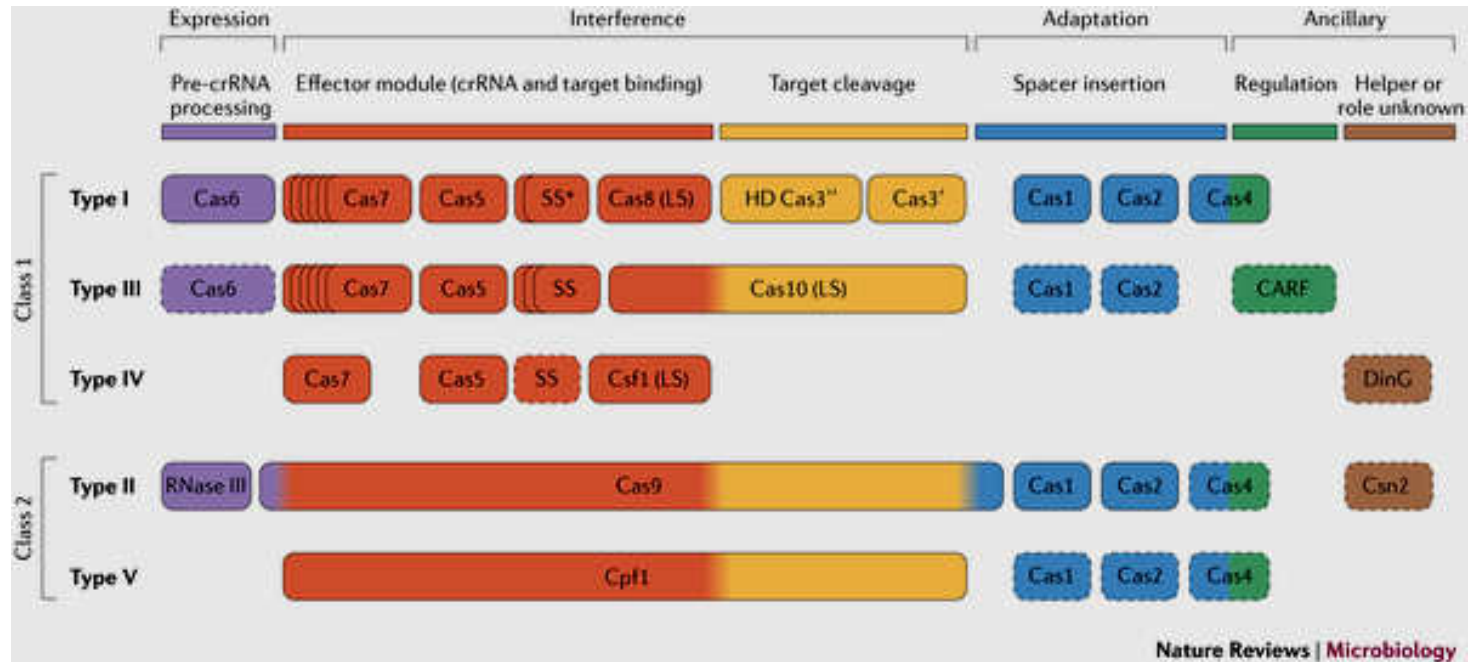 Expression Interference Adaptation Ancillary
Pre-crRNA processing Effector module (crRNA and target binding) Target cleavage Spacer insertion Regulation Helper or role unknown
Class 1
Type I Cas6 Cas7 Cas5 SS* Cas8 (LS) HD Cas3'' Cas3' Cas1 Cas2 Cas4
Type III Cas6 Cas7 Cas5 SS Cas10 (LS) Cas1 Cas2 CARF
Type IV Cas7 Cas5 SS Csf1 (LS) DinG
Class 2
Type II RNase III Cas9 Cas1 Cas2 Cas4 Csn2
Type V Cpf1 Cas1 Cas2 Cas4
Nature Reviews | Microbiology